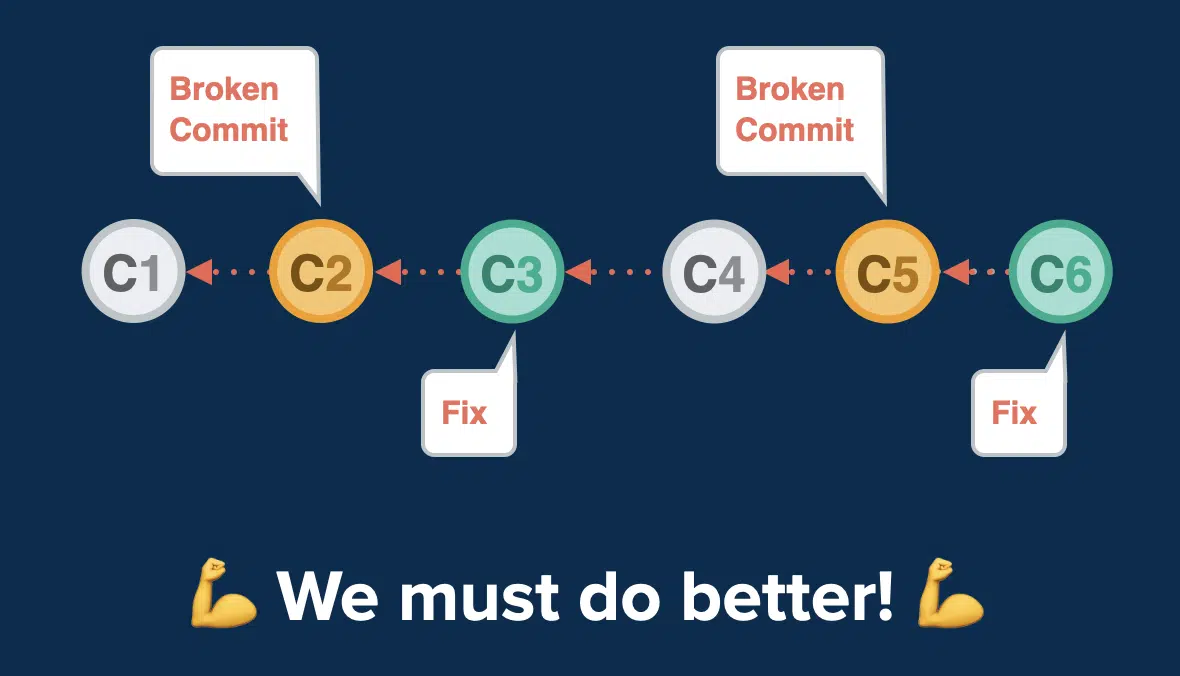 Broken
Commit
Broken
Commit
C1
C2
C3
C4
C5
C6
Fix
Fix
💪 We must do better! 💪